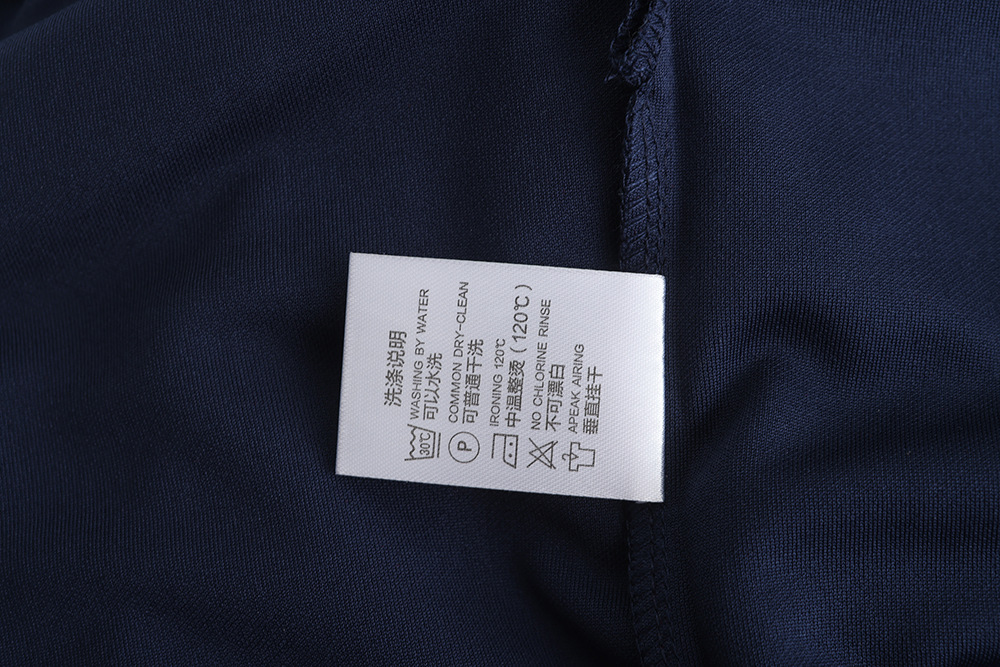 洗涤说明
WASHING BY WATER
30℃ 可以水洗
COMMON DRY-CLEAN
P 可普通干洗
IRONING 120℃
中温整烫(120℃)
NO CHLORINE RINSE
不可漂白
APEAK AIRING
垂直挂干